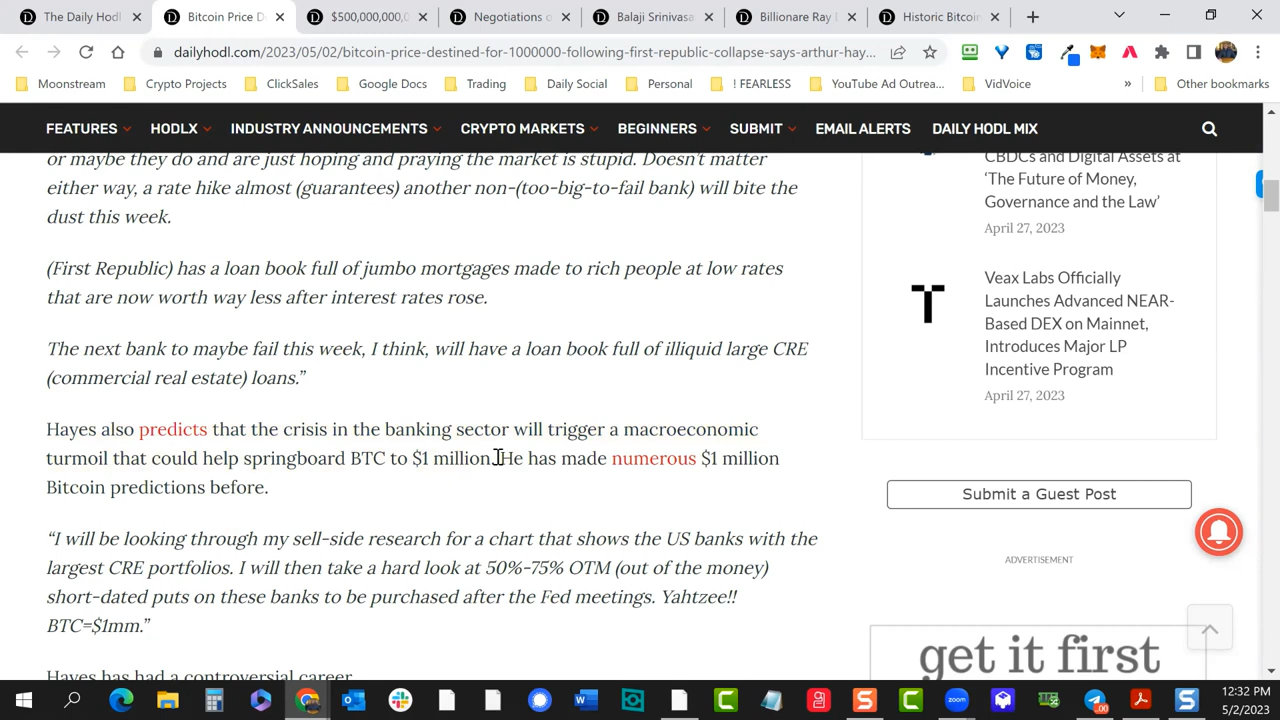 The Daily Hodl
Bitcoin Price D
$500,000,000,
Negotiations o
Balaji Srinivasa
Billionare Ray D
Historic Bitcoin
dailyhodl.com/2023/05/02/bitcoin-price-destined-for-1000000-following-first-republic-collapse-says-arthur-hay...
Moonstream
Crypto Projects
ClickSales
Google Docs
Trading
Daily Social
Personal
! FEARLESS
YouTube Ad Outrea...
VidVoice
»
Other bookmarks
FEATURES
HODLX
INDUSTRY ANNOUNCEMENTS
CRYPTO MARKETS
BEGINNERS
SUBMIT
EMAIL ALERTS
DAILY HODL MIX
or maybe they do and are just hoping and praying the market is stupid. Doesn't matter
either way, a rate hike almost (guarantees) another non-(too-big-to-fail bank) will bite the
dust this week.
(First Republic) has a loan book full of jumbo mortgages made to rich people at low rates
that are now worth way less after interest rates rose.
The next bank to maybe fail this week, I think, will have a loan book full of illiquid large CRE
(commercial real estate) loans.”
Hayes also predicts that the crisis in the banking sector will trigger a macroeconomic
turmoil that could help springboard BTC to $1 million. He has made numerous $1 million
Bitcoin predictions before.
“I will be looking through my sell-side research for a chart that shows the US banks with the
largest CRE portfolios. I will then take a hard look at 50%-75% OTM (out of the money)
short-dated puts on these banks to be purchased after the Fed meetings. Yahtzee!!
BTC=$1mm.”
Hayes has had a controversial career
CBDCs and Digital Assets at
‘The Future of Money,
Governance and the Law’
April 27, 2023
Veax Labs Officially
Launches Advanced NEAR-
Based DEX on Mainnet,
Introduces Major LP
Incentive Program
April 27, 2023
Submit a Guest Post
ADVERTISEMENT
get it first
12:32 PM
5/2/2023